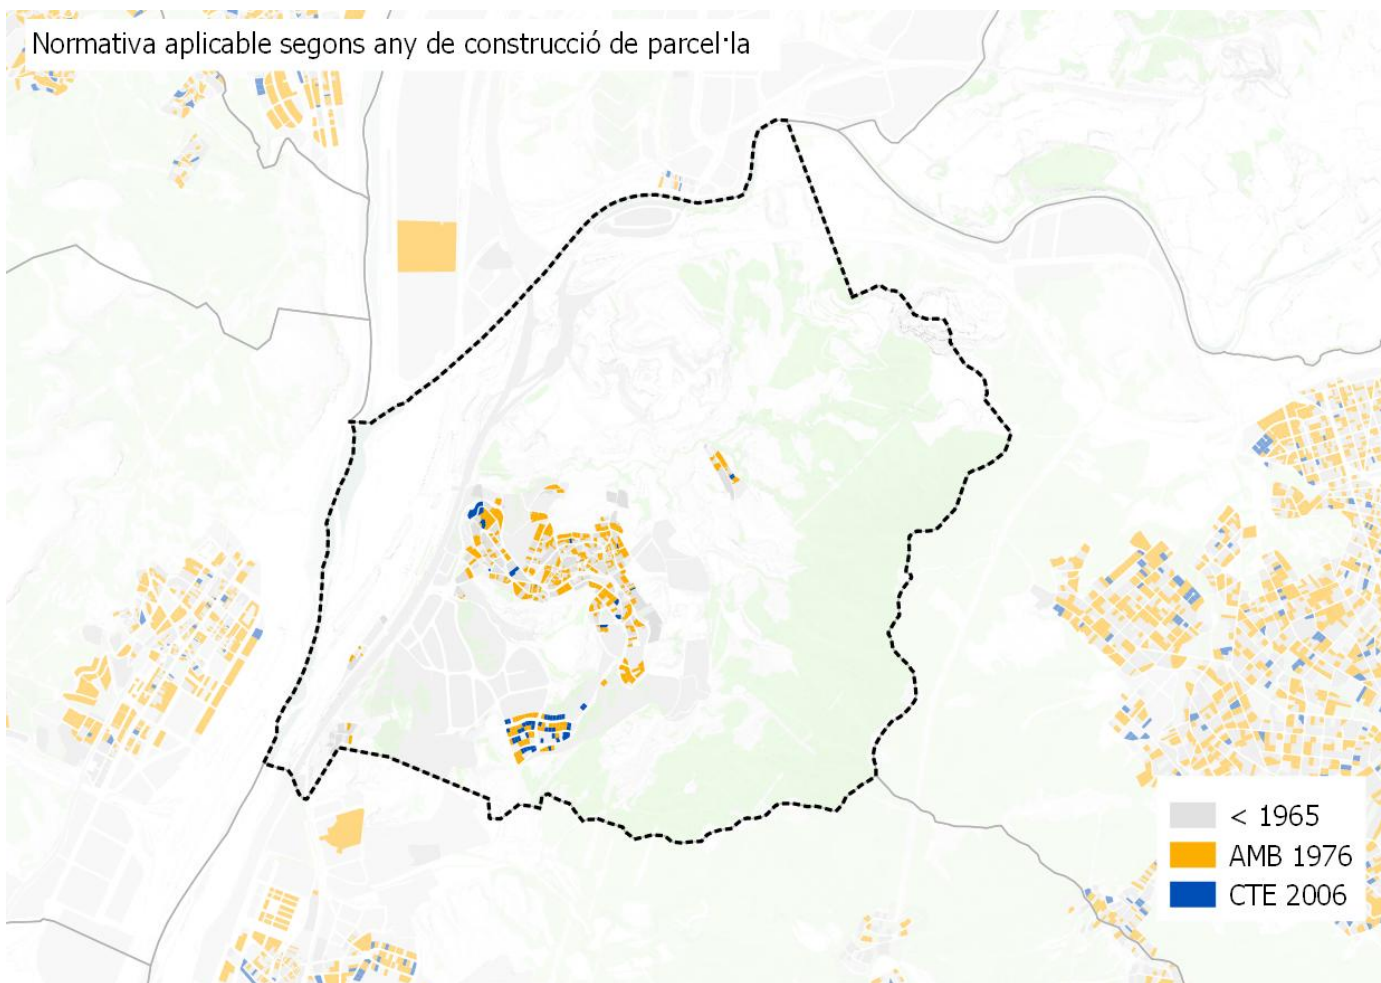 Normativa aplicable segons any de construcció de parcel·la
< 1965
AMB 1976
CTE 2006